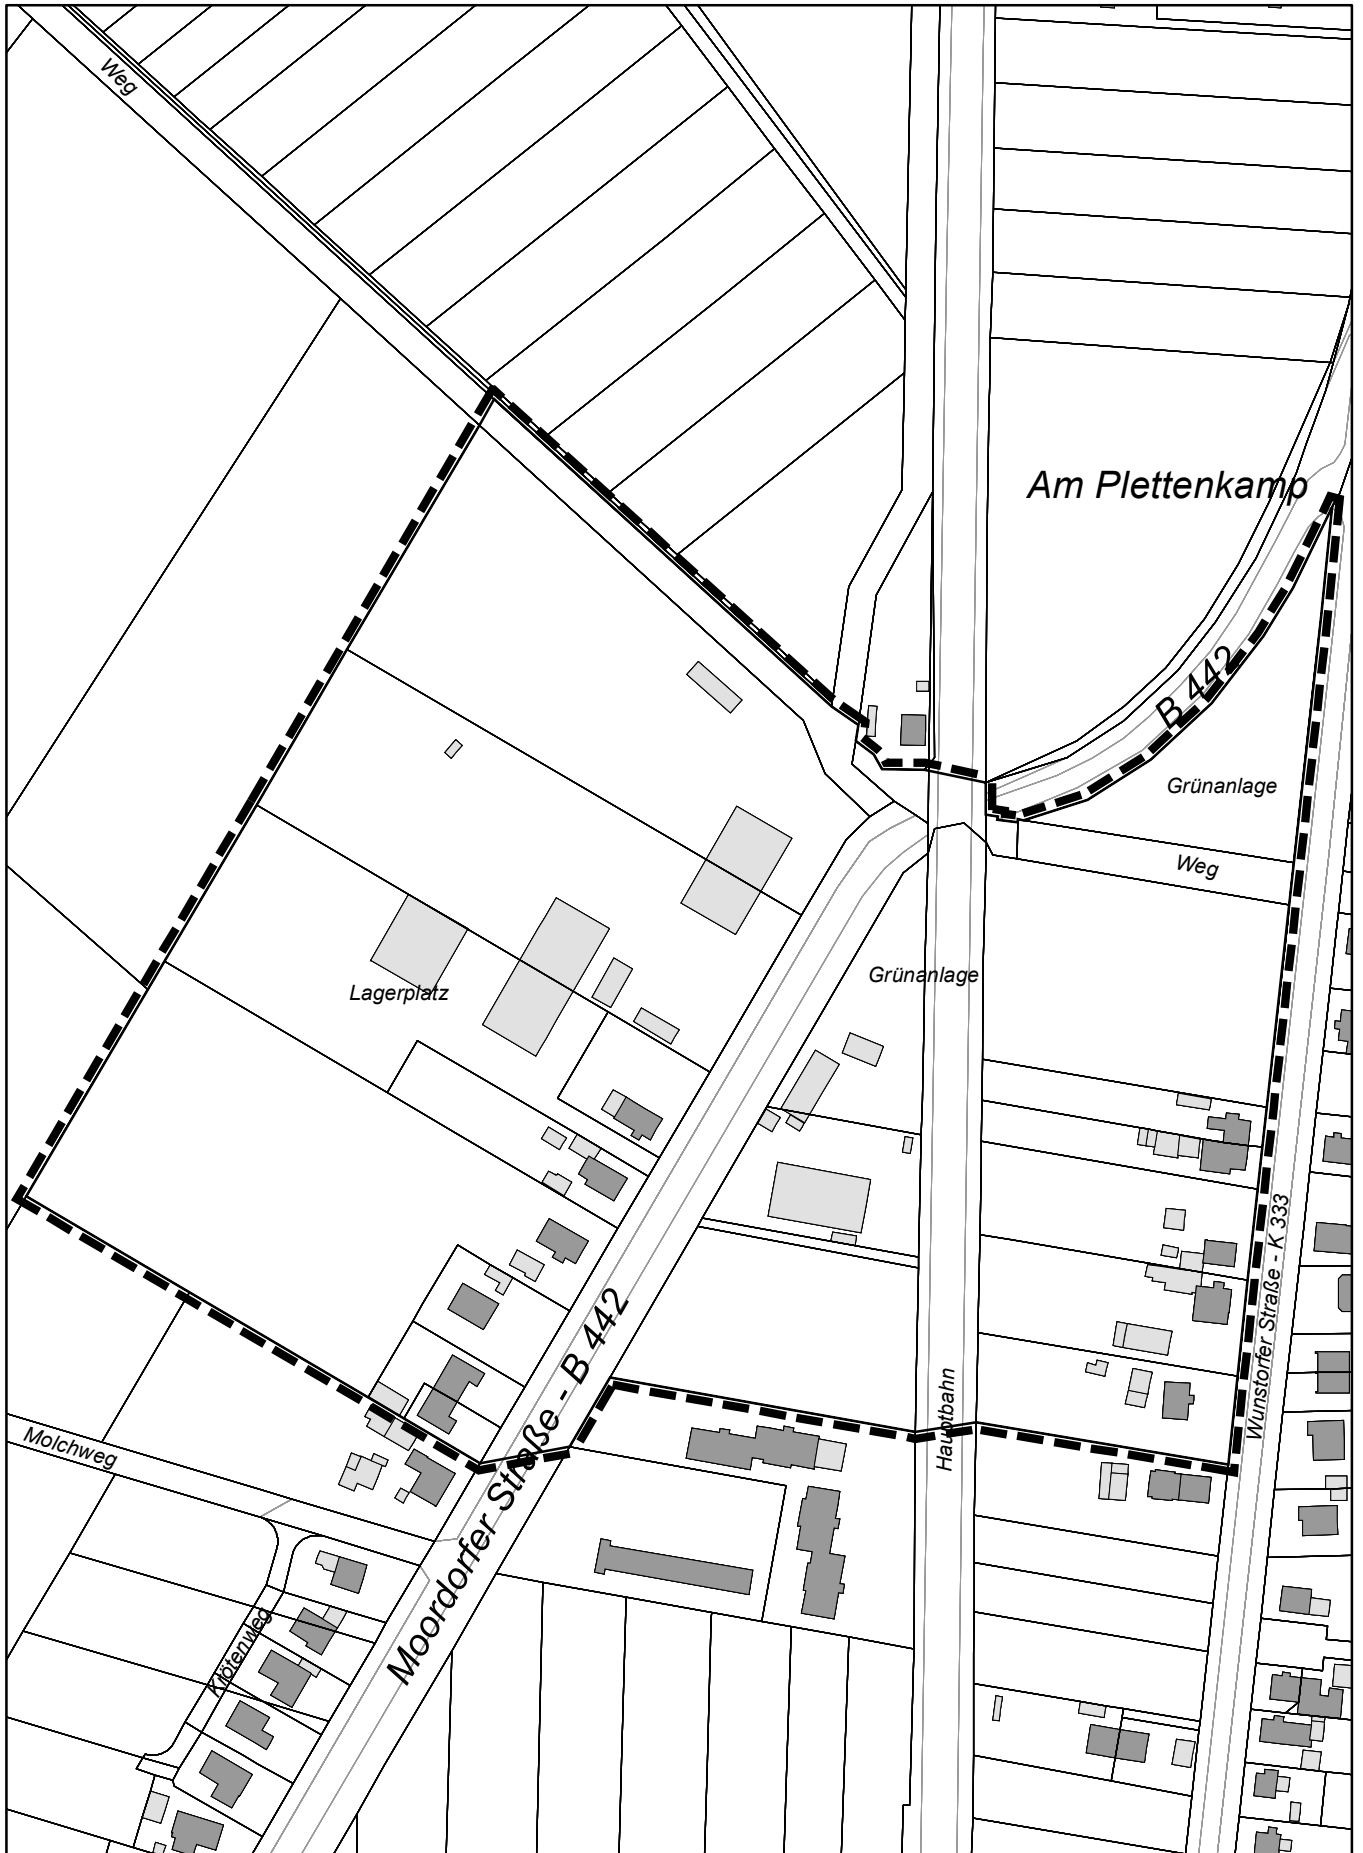 Weg
Am Plettenkamp
B 442
Grünanlage
Weg
Grünanlage
Lagerplatz
Wunstorfer Straße - K 333
Moordorfer Straße - B 442
Hauptbahn
Molchweg
Krötenweg